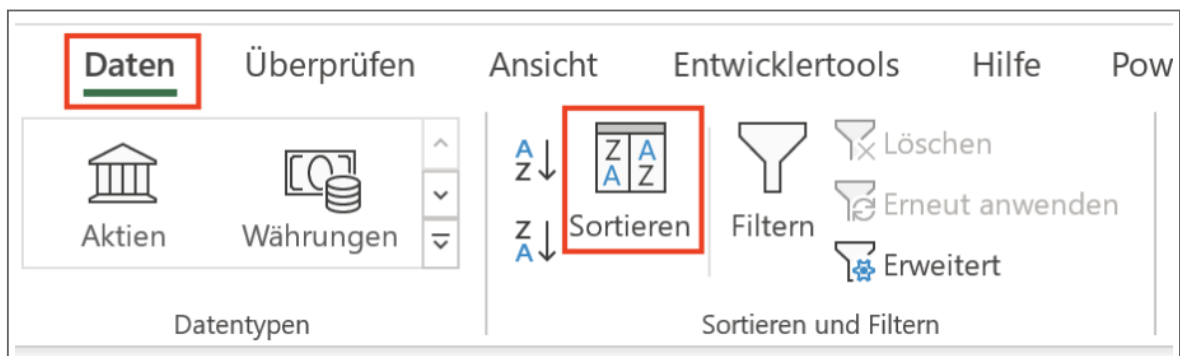 Daten Überprüfen Ansicht Entwicklertools Hilfe Pow
Aktien
Währungen
Datentypen
A
Z
Z
A
Z A
A Z
Sortieren
Filtern
Löschen
Erneut anwenden
Erweitert
Sortieren und Filtern